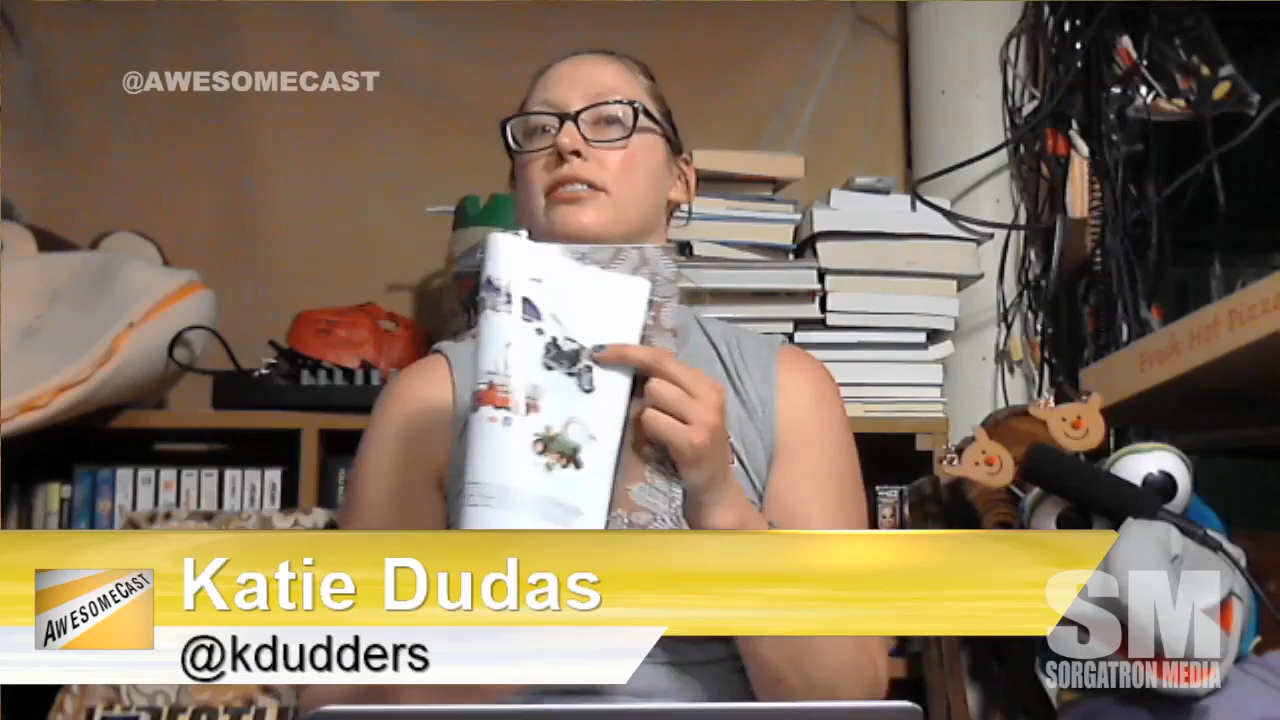 @AWESOMECAST
Fresh Hot Pizza
AWESOMECAST
Katie Dudas
@kdudders
SM
SORGATRON MEDIA